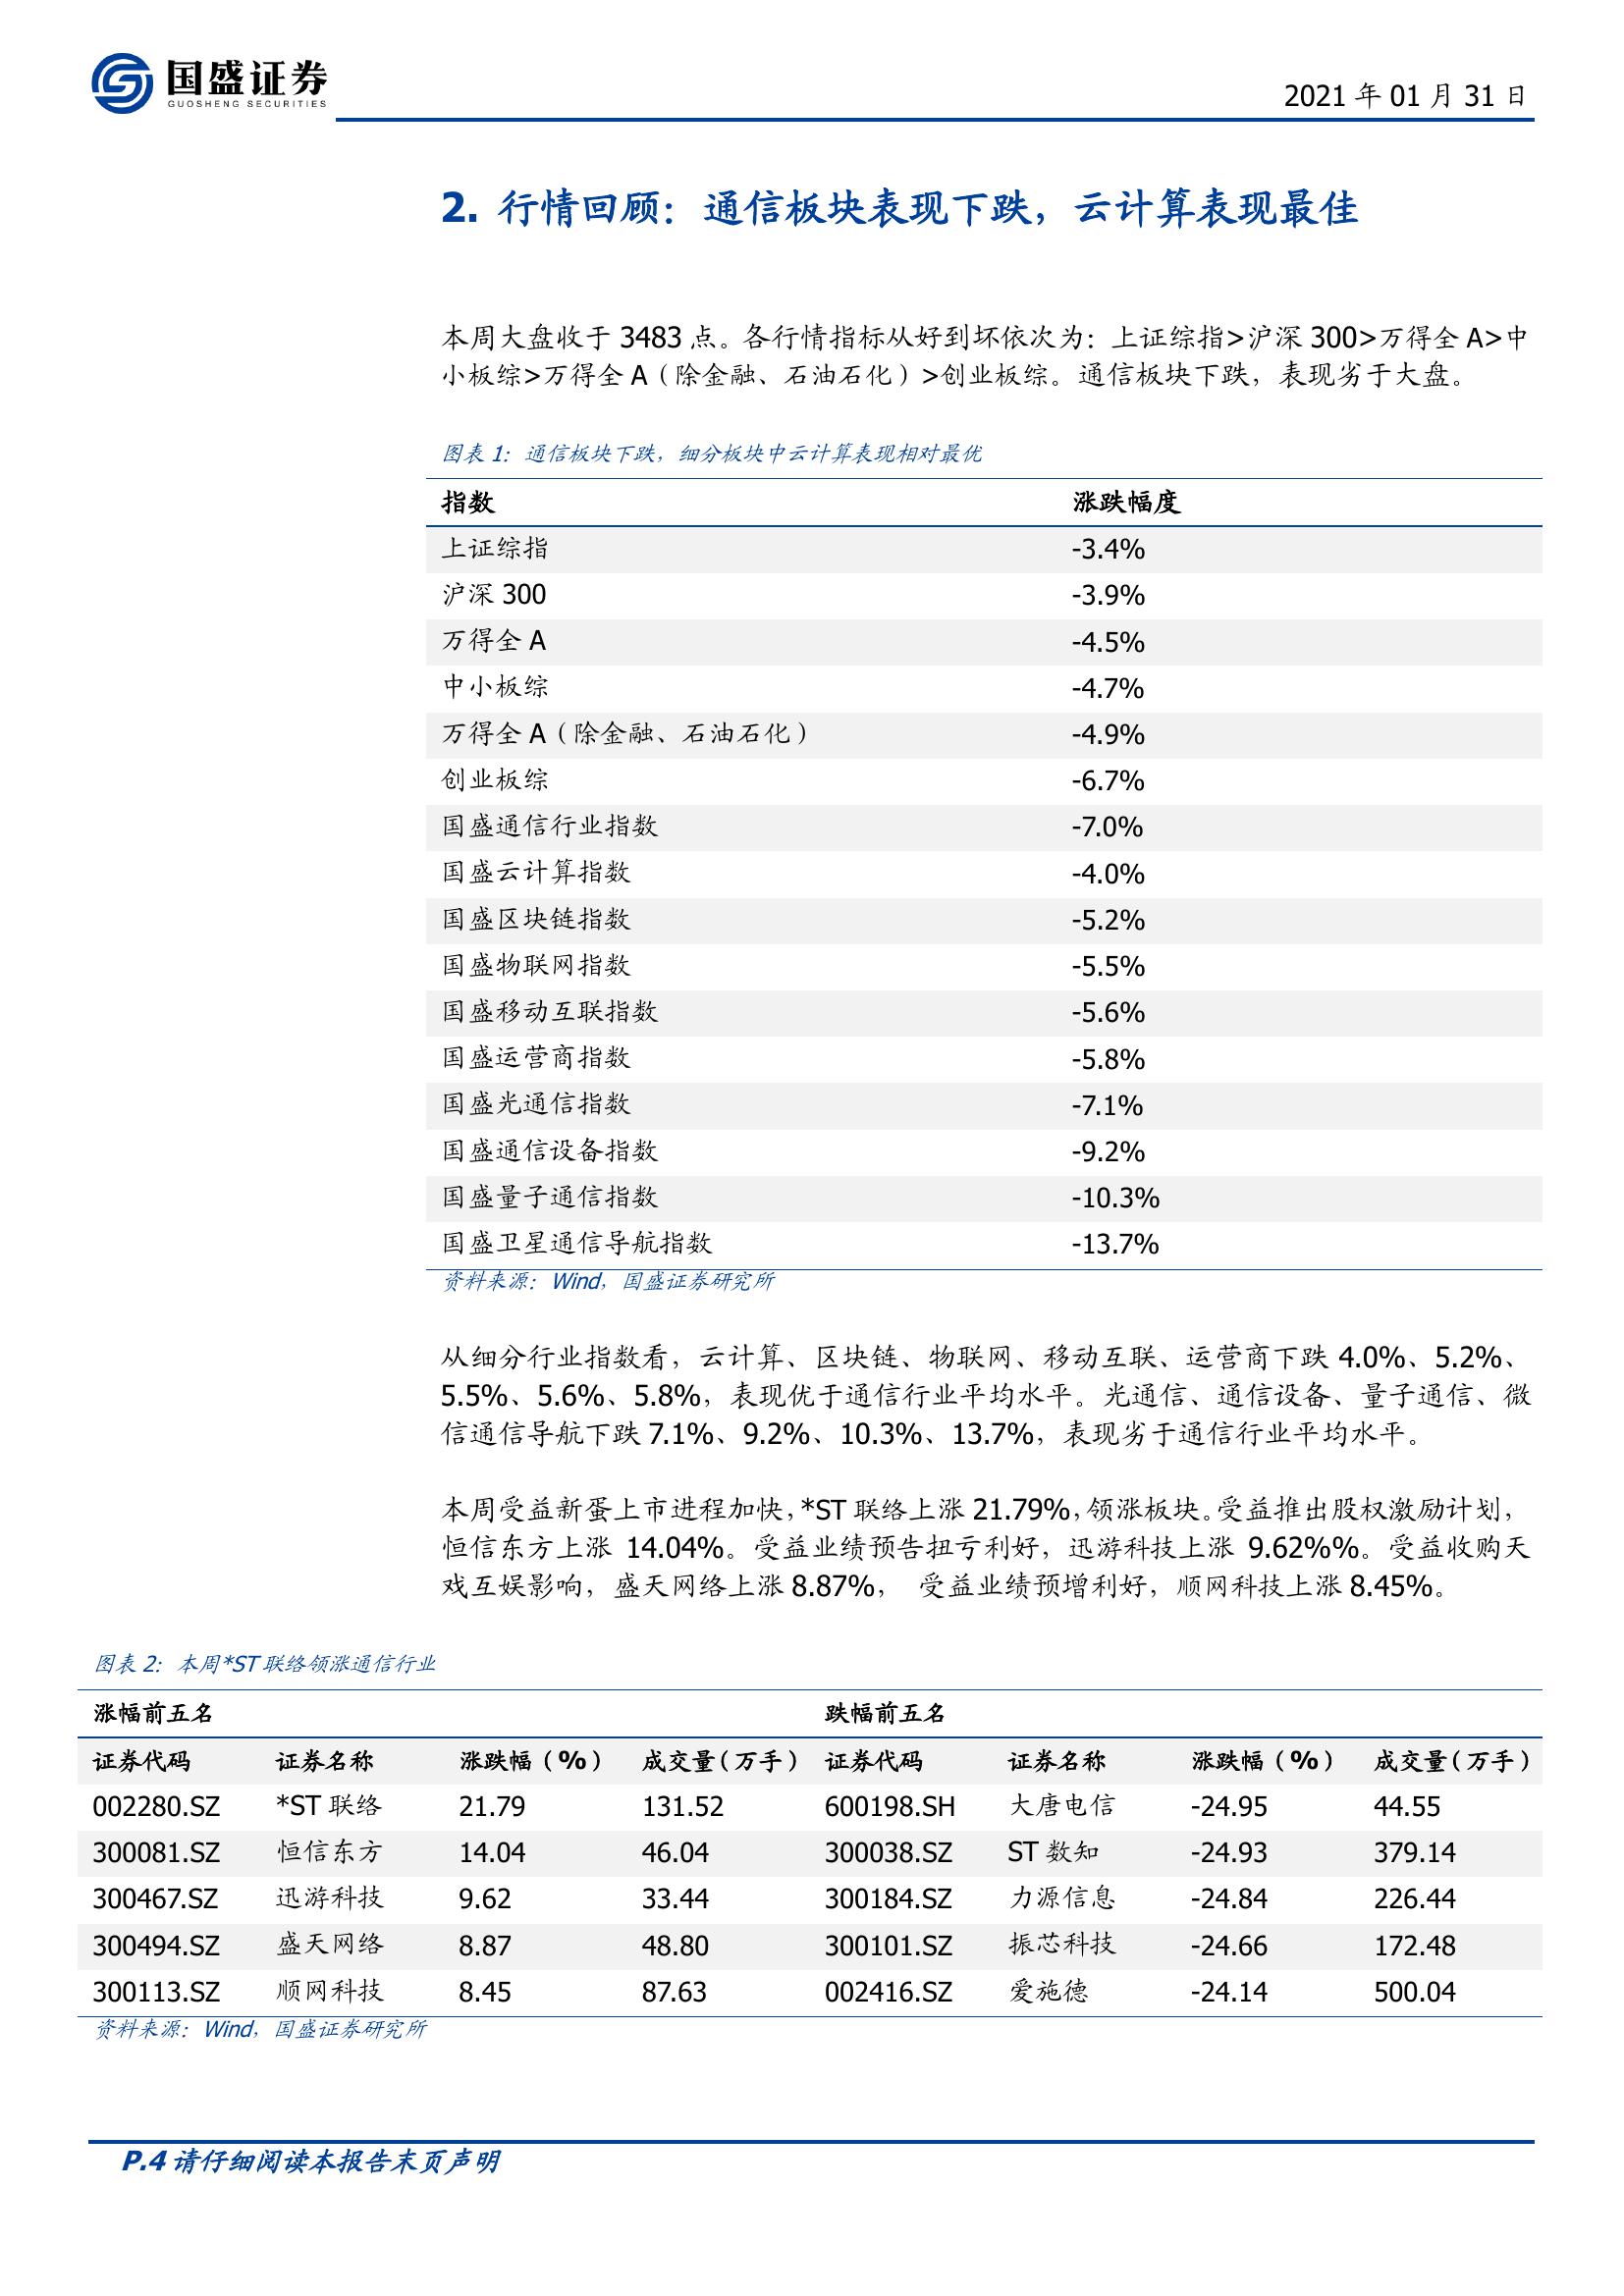 国盛证券
GUOSHENG SECURITIES
2021 年 01 月 31 日
2. 行情回顾：通信板块表现下跌，云计算表现最佳
本周大盘收于 3483 点。各行情指标从好到坏依次为：上证综指>沪深 300>万得全 A>中
小板综>万得全 A（除金融、石油石化）>创业板综。通信板块下跌，表现劣于大盘。
图表 1：通信板块下跌，细分板块中云计算表现相对最优
指数 涨跌幅度
上证综指 -3.4%
沪深 300 -3.9%
万得全 A -4.5%
中小板综 -4.7%
万得全 A（除金融、石油石化） -4.9%
创业板综 -6.7%
国盛通信行业指数 -7.0%
国盛云计算指数 -4.0%
国盛区块链指数 -5.2%
国盛物联网指数 -5.5%
国盛移动互联指数 -5.6%
国盛运营商指数 -5.8%
国盛光通信指数 -7.1%
国盛通信设备指数 -9.2%
国盛量子通信指数 -10.3%
国盛卫星通信导航指数 -13.7%
资料来源：Wind，国盛证券研究所
从细分行业指数看，云计算、区块链、物联网、移动互联、运营商下跌 4.0%、5.2%、
5.5%、5.6%、5.8%，表现优于通信行业平均水平。光通信、通信设备、量子通信、微
信通信导航下跌 7.1%、9.2%、10.3%、13.7%，表现劣于通信行业平均水平。
本周受益新蛋上市进程加快，*ST 联络上涨 21.79%，领涨板块。受益推出股权激励计划，
恒信东方上涨 14.04%。受益业绩预告扭亏利好，迅游科技上涨 9.62%%。受益收购天
戏互娱影响，盛天网络上涨 8.87%， 受益业绩预增利好，顺网科技上涨 8.45%。
图表 2：本周*ST 联络领涨通信行业
涨幅前五名 跌幅前五名
证券代码 证券名称 涨跌幅（%） 成交量（万手） 证券代码 证券名称 涨跌幅（%） 成交量（万手）
002280.SZ *ST 联络 21.79 131.52 600198.SH 大唐电信 -24.95 44.55
300081.SZ 恒信东方 14.04 46.04 300038.SZ ST 数知 -24.93 379.14
300467.SZ 迅游科技 9.62 33.44 300184.SZ 力源信息 -24.84 226.44
300494.SZ 盛天网络 8.87 48.80 300101.SZ 振芯科技 -24.66 172.48
300113.SZ 顺网科技 8.45 87.63 002416.SZ 爱施德 -24.14 500.04
资料来源：Wind，国盛证券研究所
P.4 请仔细阅读本报告末页声明